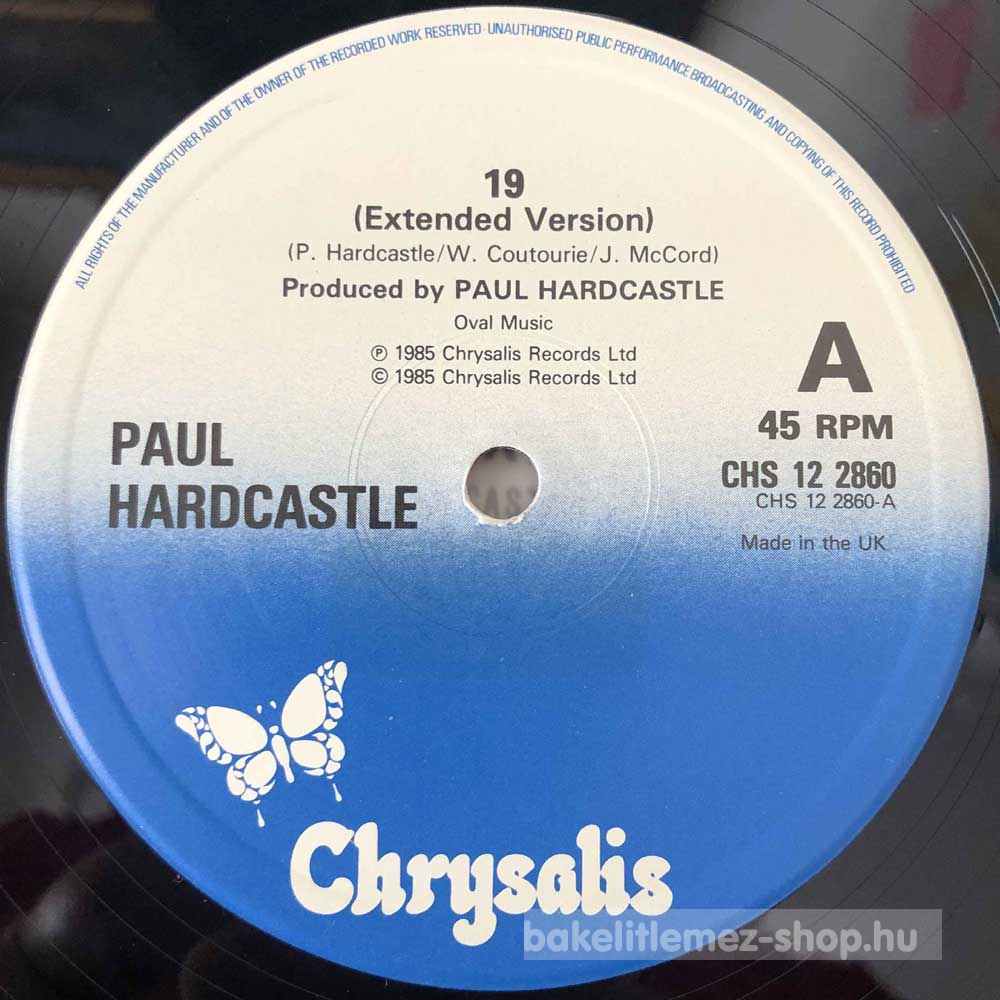 ALL RIGHTS OF THE MANUFACTURER AND OF THE OWNER OF THE RECORDED WORK RESERVED · UNAUTHORISED PUBLIC PERFORMANCE BROADCASTING AND COPYING OF THIS RECORD PROHIBITED
19
(Extended Version)
(P. Hardcastle/W. Coutourie/J. McCord)
Produced by PAUL HARDCASTLE
Oval Music
℗ 1985 Chrysalis Records Ltd
© 1985 Chrysalis Records Ltd
A
45 RPM
CHS 12 2860
CHS 12 2860-A
Made in the UK
PAUL
HARDCASTLE
Chrysalis
bakelitlemez-shop.hu